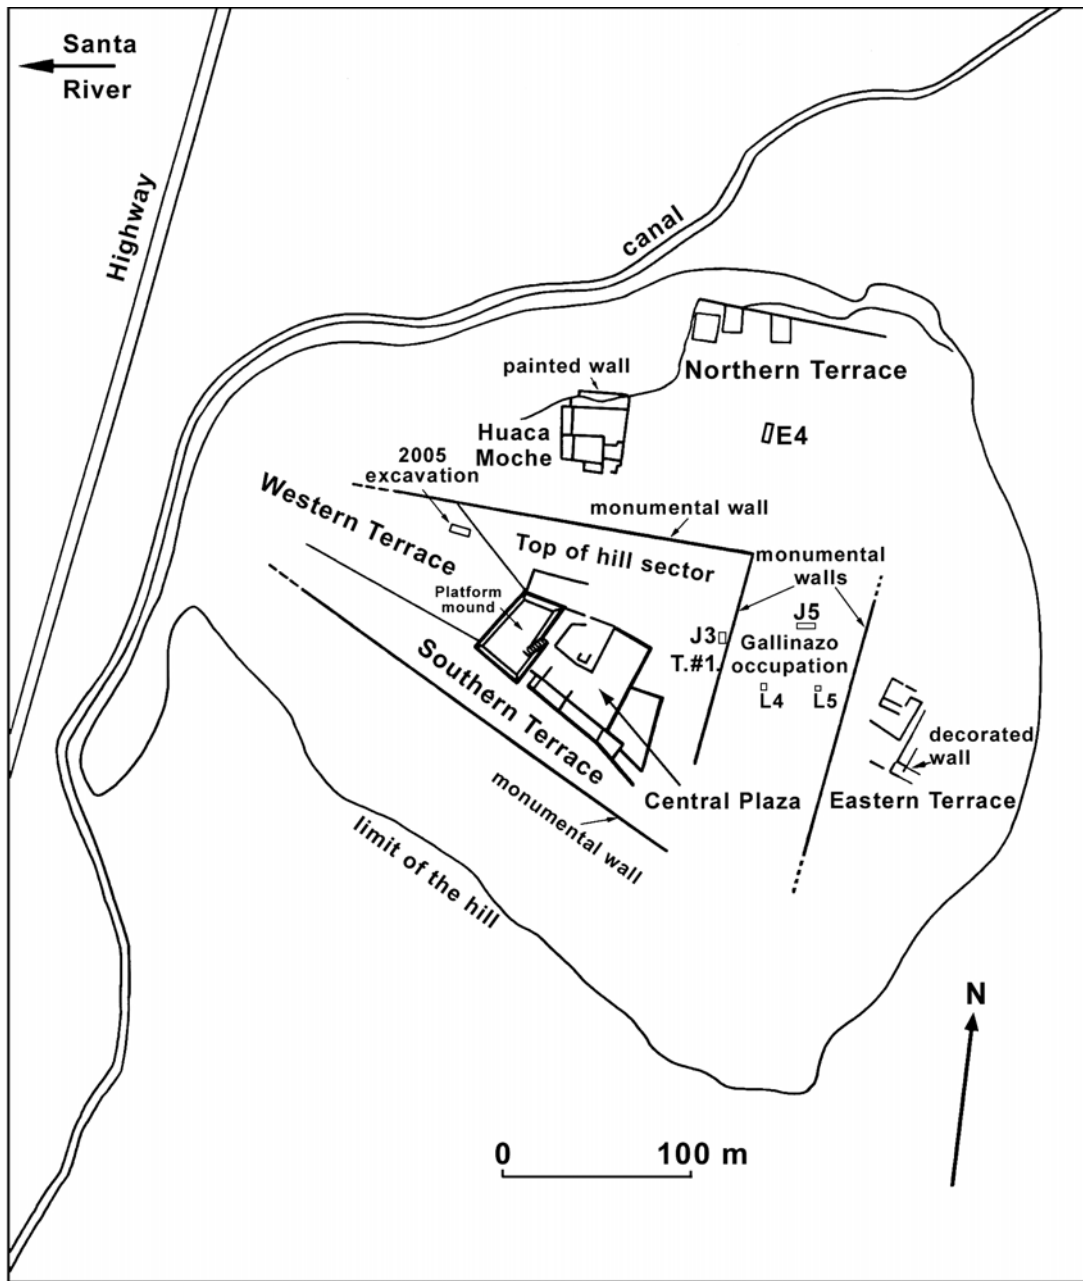 Santa
River
Highway
canal
painted wall
Northern Terrace
Huaca
Moche
E4
2005
excavation
Western Terrace
monumental wall
Top of hill sector
monumental
walls
Platform
mound
J3
T.#1.
J5
Gallinazo
occupation
L4
L5
Southern Terrace
decorated
wall
Central Plaza
Eastern Terrace
monumental wall
limit of the hill
N
0
100 m